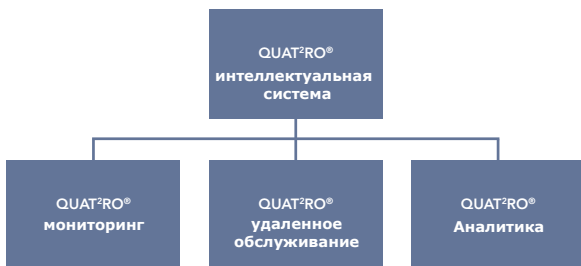 QUAT²RO®
интеллектуальная
система
QUAT²RO®
мониторинг
QUAT²RO®
удаленное
обслуживание
QUAT²RO®
Аналитика